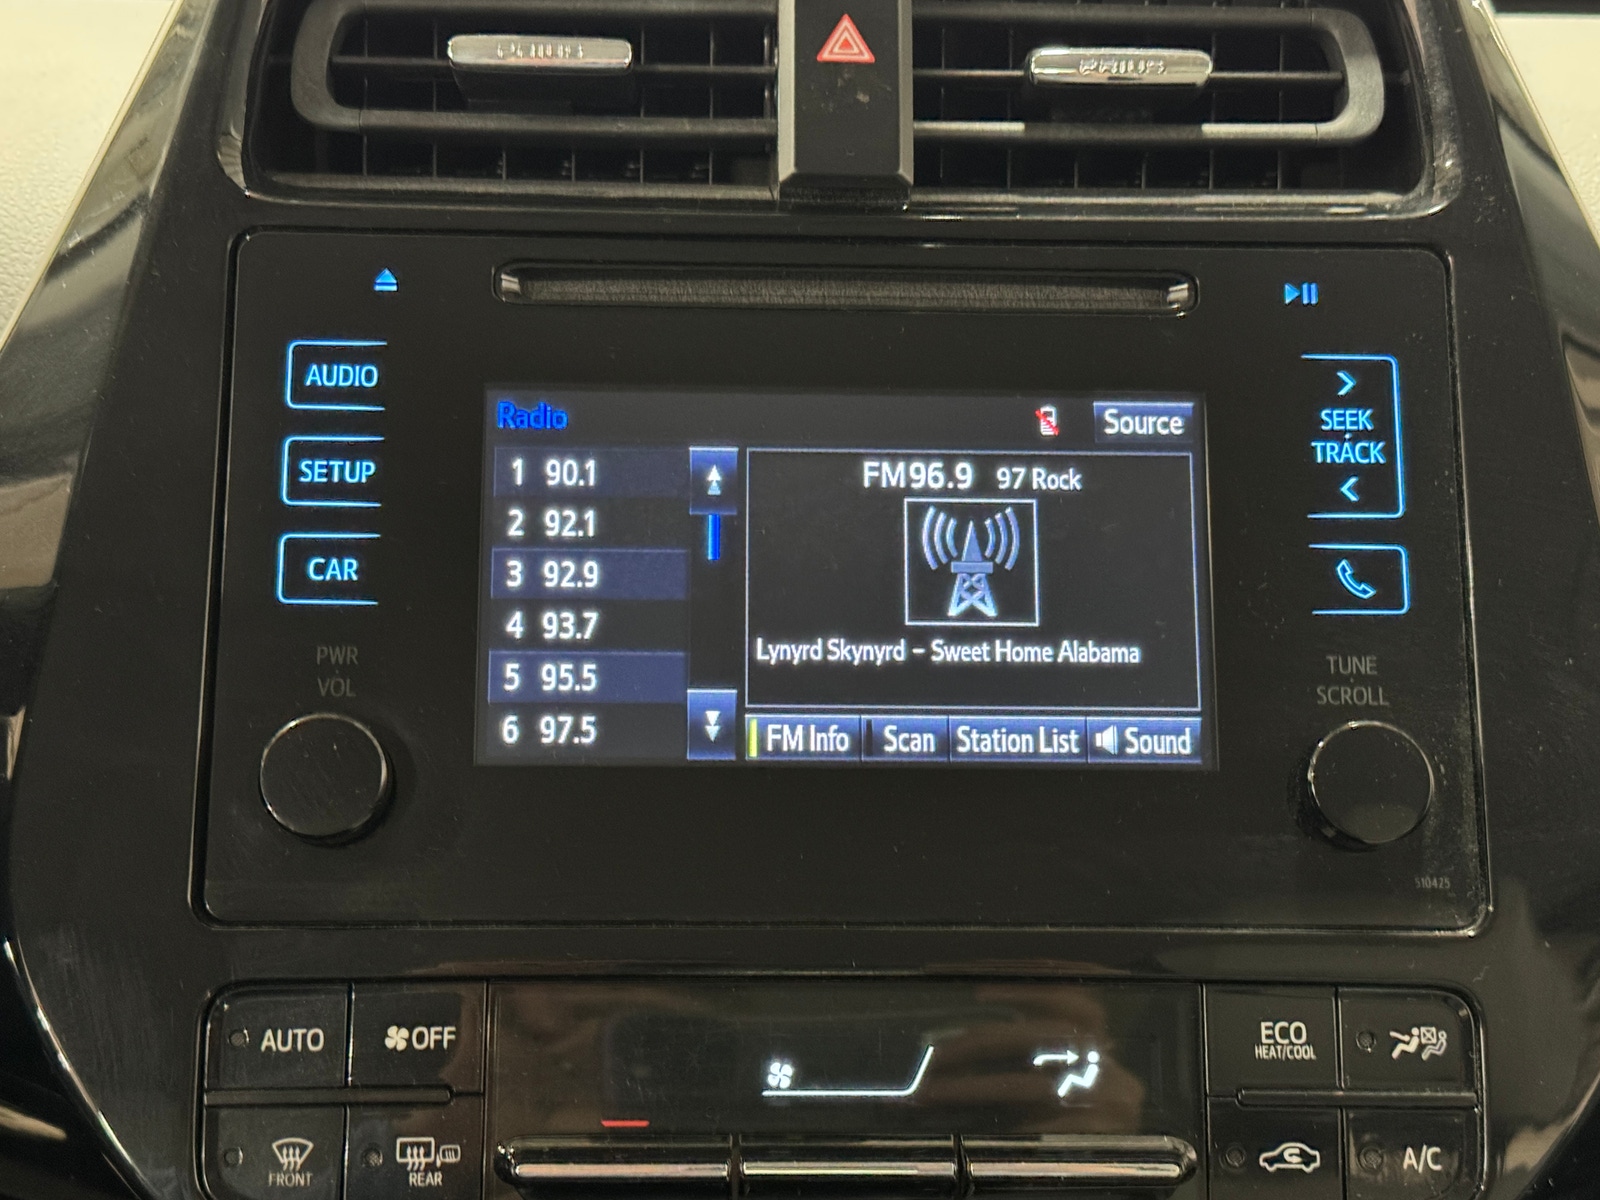 PRIUS
AUDIO
SETUP
CAR
PWR
VOL
Radio
Source
1 90.1
2 92.1
3 92.9
4 93.7
5 95.5
6 97.5
FM96.9 97 Rock
Lynyrd Skynyrd - Sweet Home Alabama
FM Info Scan Station List Sound
>
SEEK
TRACK
<
TUNE
SCROLL
510475
AUTO
OFF
FRONT
REAR
ECO
HEAT/COOL
A/C